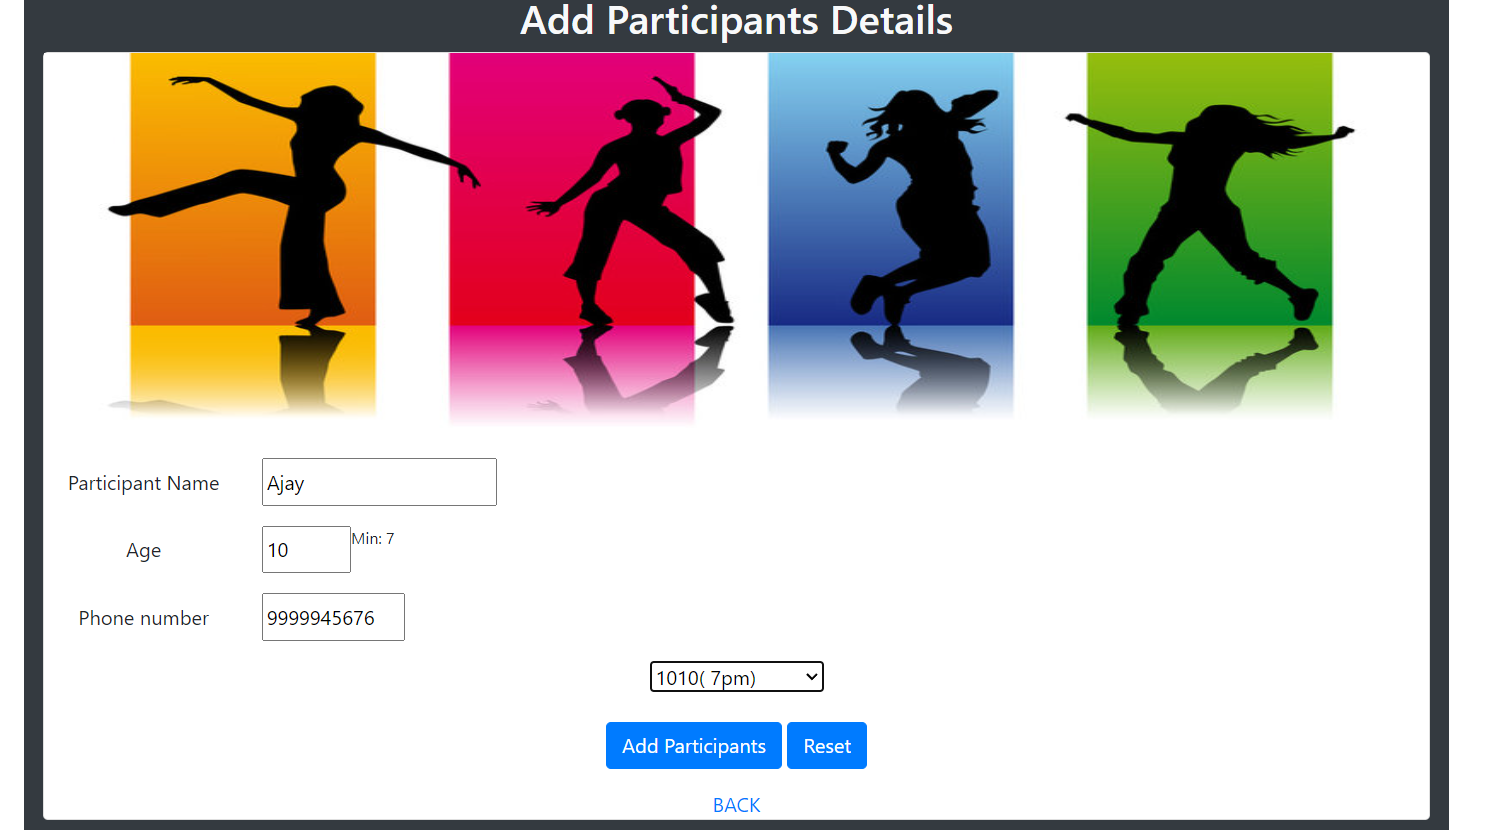 Add Participants Details
Participant Name Ajay
Age 10 Min: 7
Phone number 9999945676
1010( 7pm)
Add Participants Reset
BACK